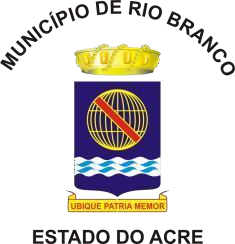 MUNICÍPIO DE RIO BRANCO
UBIQUE PATRIA MEMOR
ESTADO DO ACRE